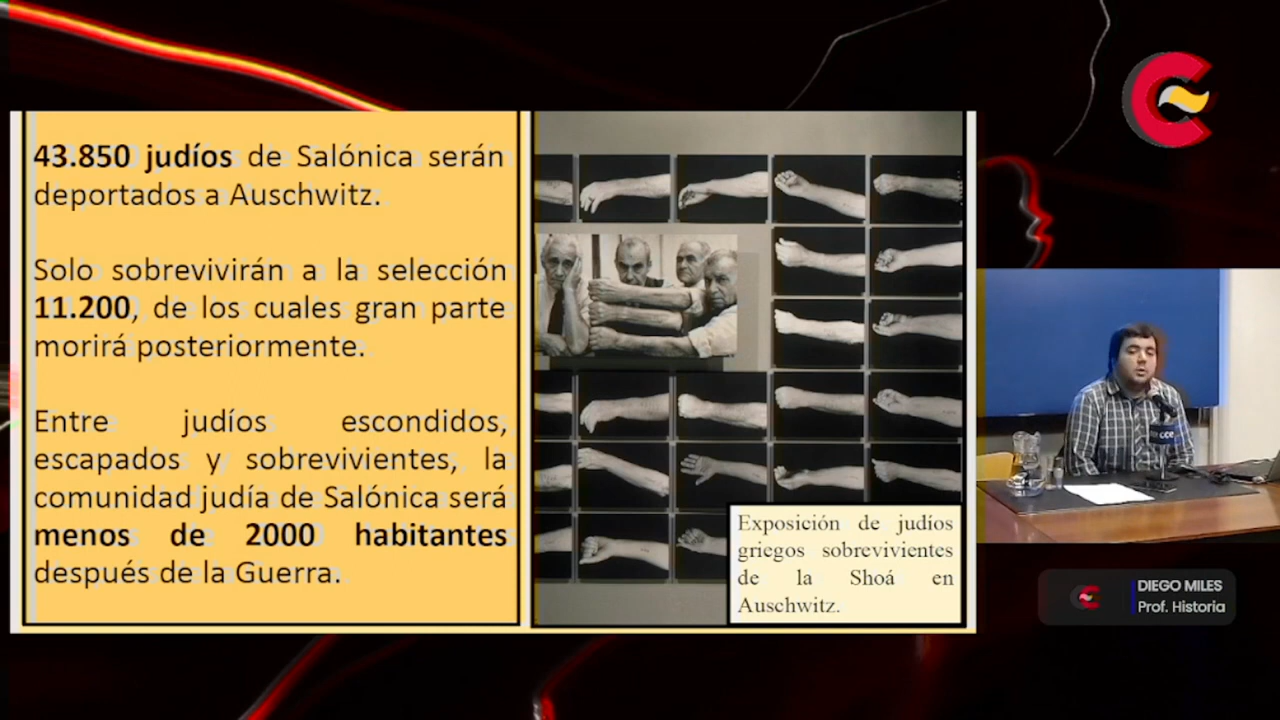 43.850 judíos de Salónica serán
deportados a Auschwitz.
Solo sobrevivirán a la selección
11.200, de los cuales gran parte
morirá posteriormente.
Entre judíos escondidos,
escapados y sobrevivientes, la
comunidad judía de Salónica será
menos de 2000 habitantes
después de la Guerra.
Exposición de judíos
griegos sobrevivientes
de la Shoá en
Auschwitz.
cce
DIEGO MILES
Prof. Historia